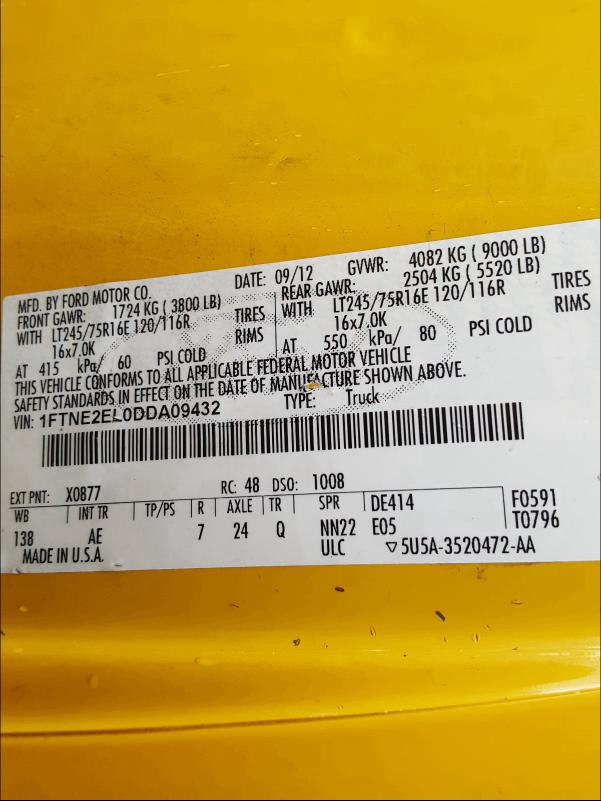 MFD. BY FORD MOTOR CO. DATE: 09/12 GVWR: 4082 KG ( 9000 LB)
FRONT GAWR: 1724 KG ( 3800 LB) REAR GAWR: 2504 KG ( 5520 LB)
WITH LT245/75R16E 120/116R TIRES WITH LT245/75R16E 120/116R TIRES
16x7.0K RIMS 16x7.0K RIMS
AT 415 kPa/ 60 PSI COLD AT 550 kPa/ 80 PSI COLD
THIS VEHICLE CONFORMS TO ALL APPLICABLE FEDERAL MOTOR VEHICLE
SAFETY STANDARDS IN EFFECT ON THE DATE OF MANUFACTURE SHOWN ABOVE.
VIN: 1FTNE2EL0DDA09432 TYPE: Truck
EXT PNT: X0877 RC: 48 DSO: 1008
WB INT TR TP/PS R AXLE TR SPR DE414 F0591
138 AE 7 24 Q NN22 E05 T0796
MADE IN U.S.A. ULC ▽5U5A-3520472-AA